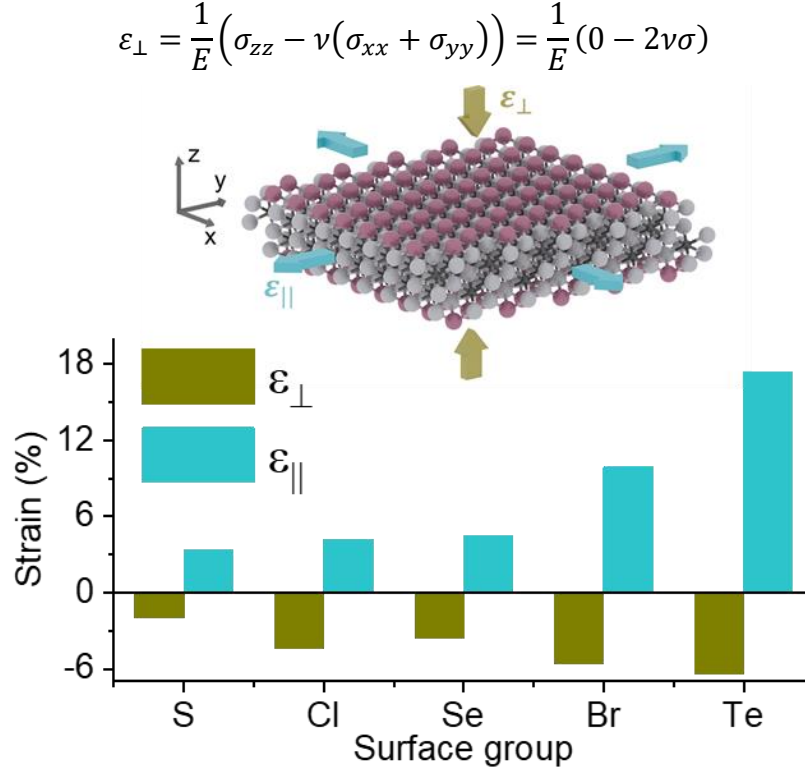 ε⊥ = 1/E (σzz − ν(σxx + σyy)) = 1/E (0 − 2νσ)
ε⊥
z
y
x
ε||
18
12
6
0
-6
Strain (%)
ε⊥
ε||
S Cl Se Br Te
Surface group